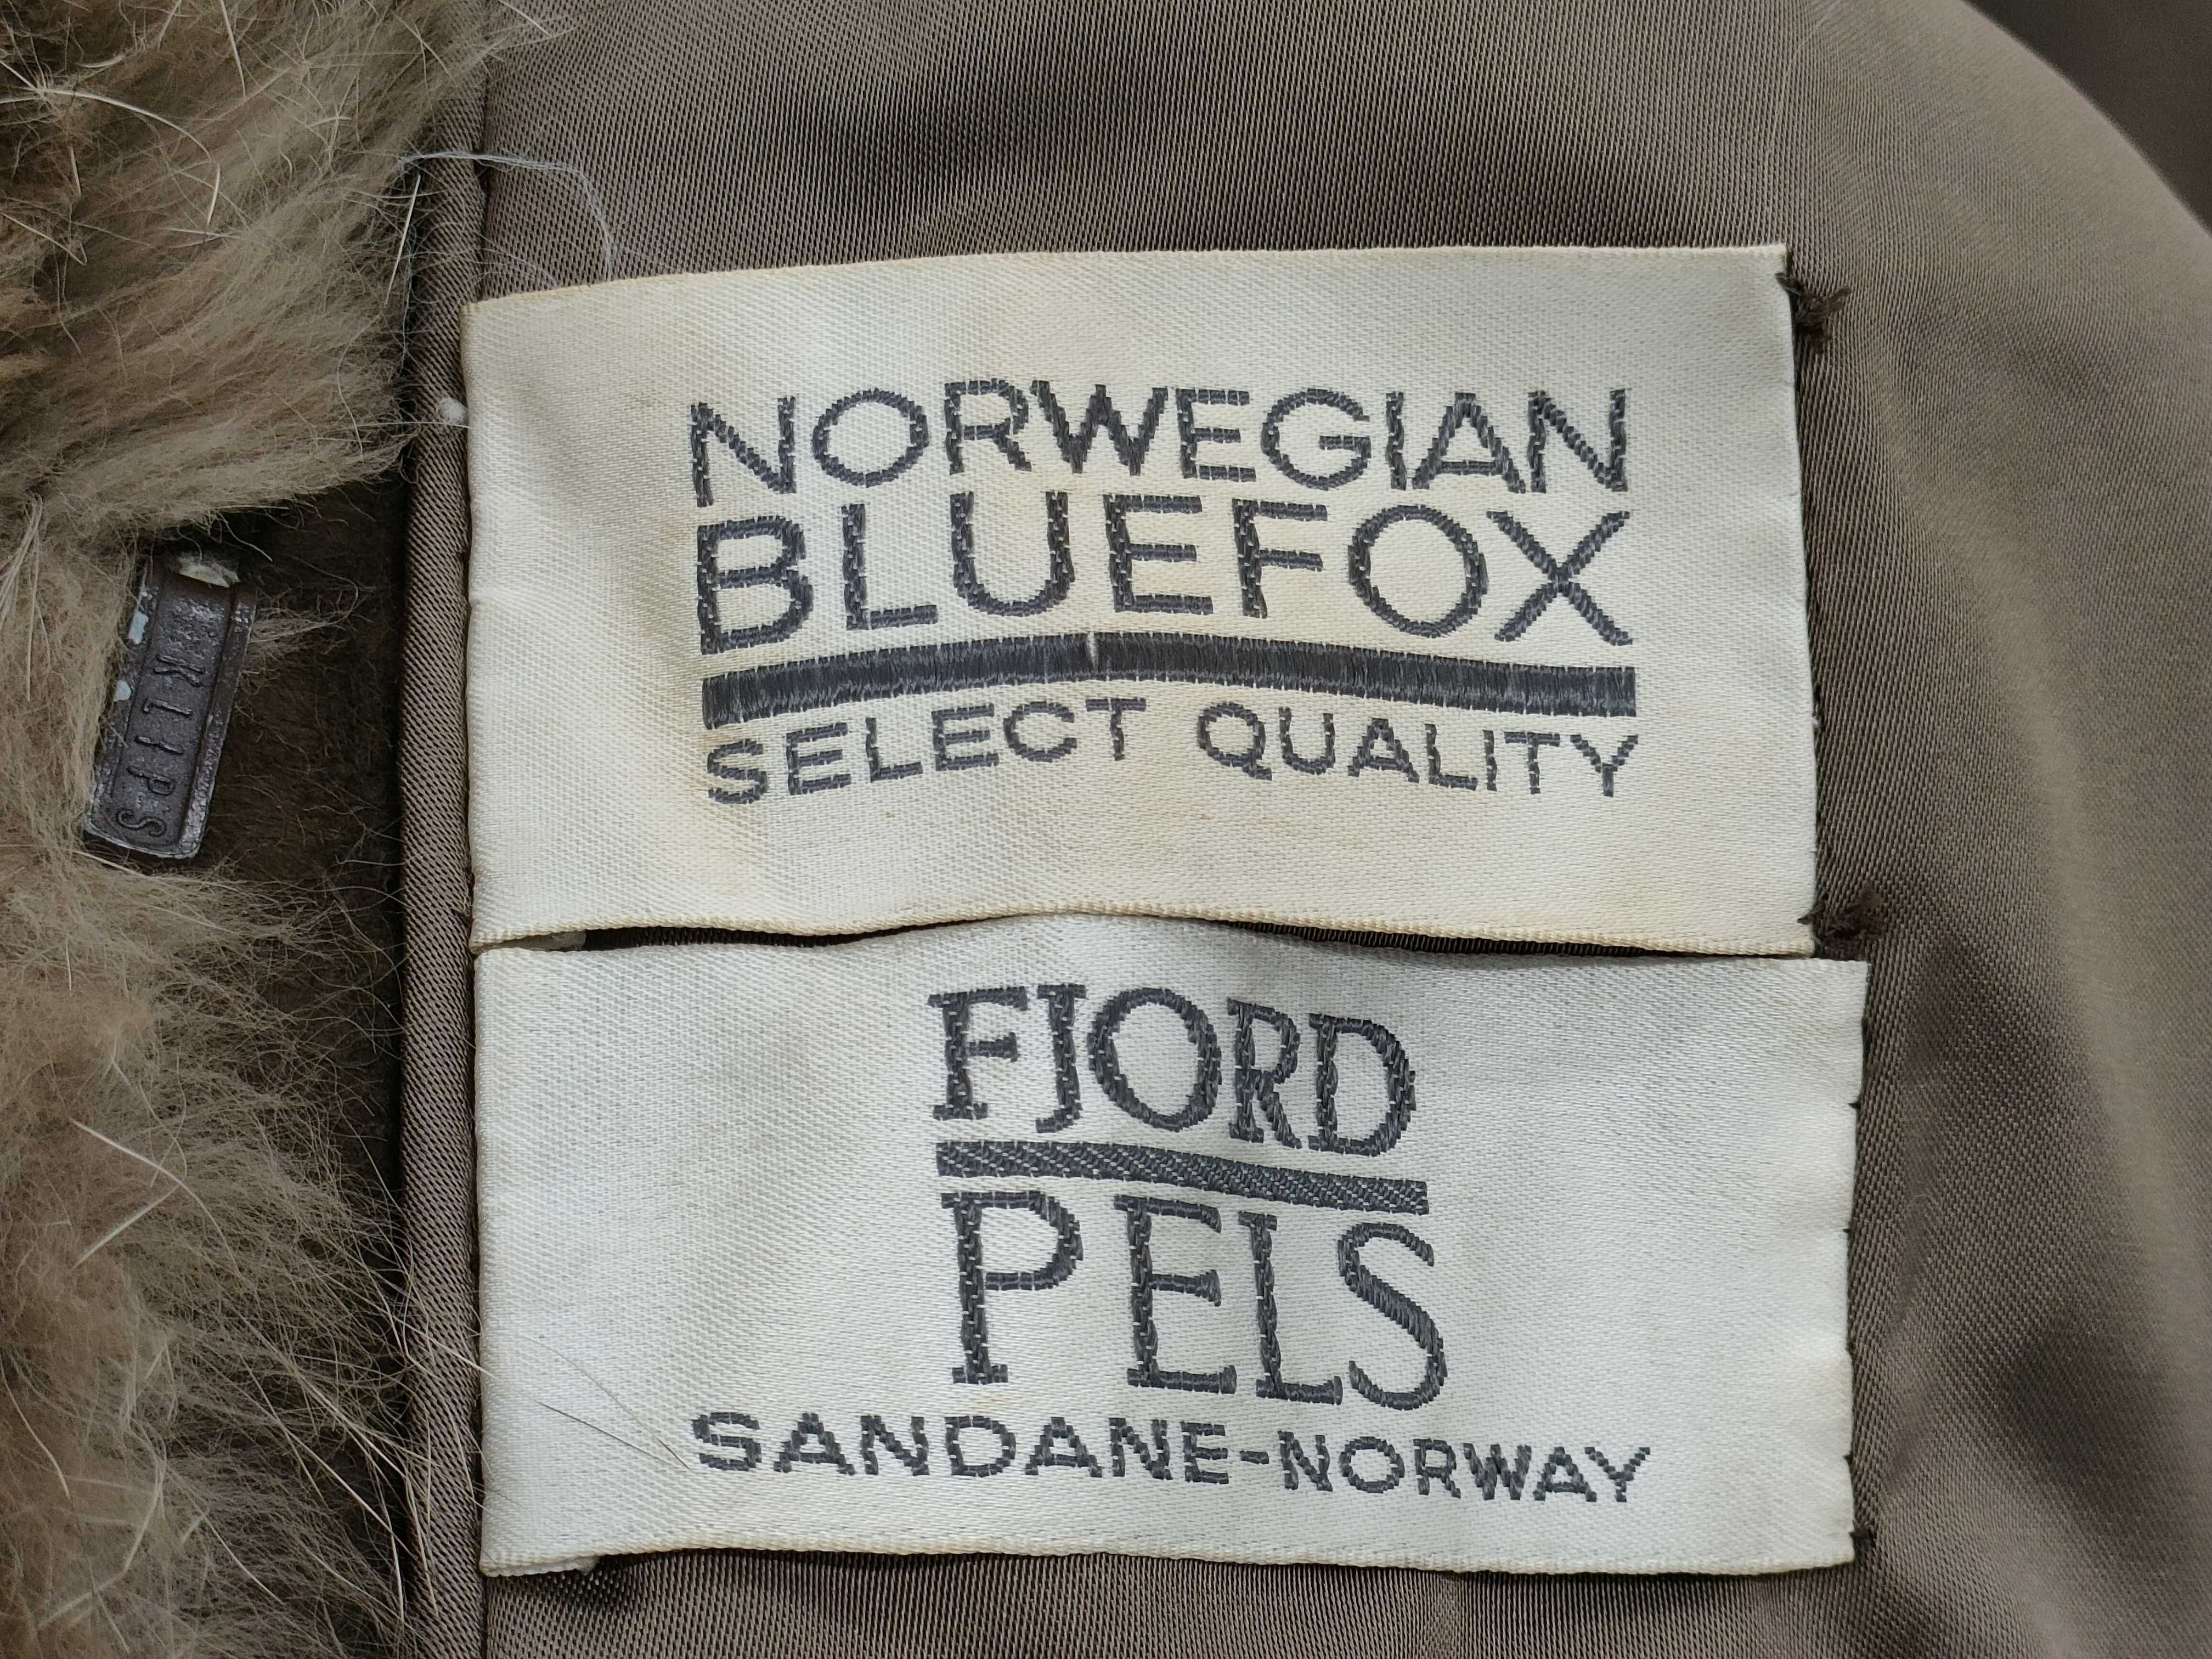 NORWEGIAN
BLUEFOX
SELECT QUALITY
KLIPS
FJORD
PELS
SANDANE-NORWAY